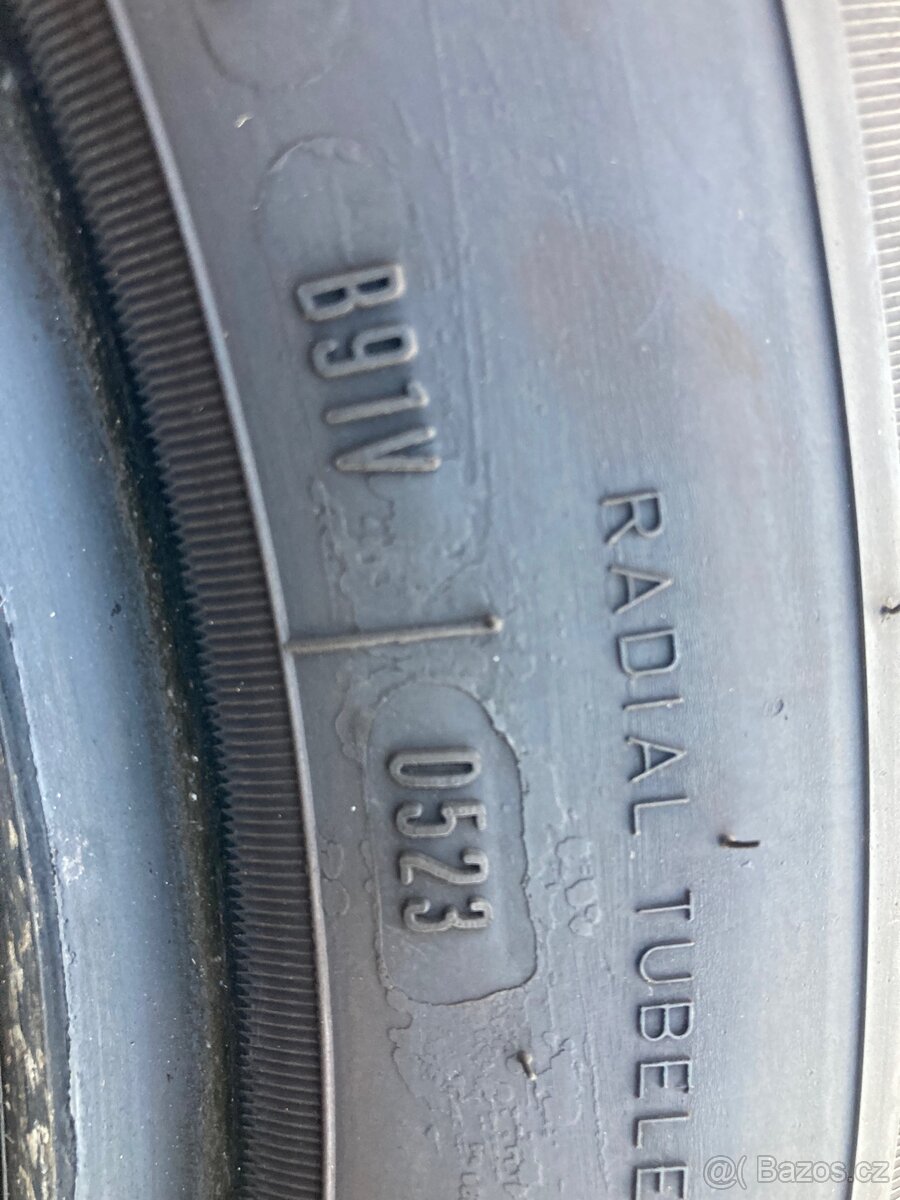 B91V
0523
RADIAL TUBELE
@( Bazos.cz